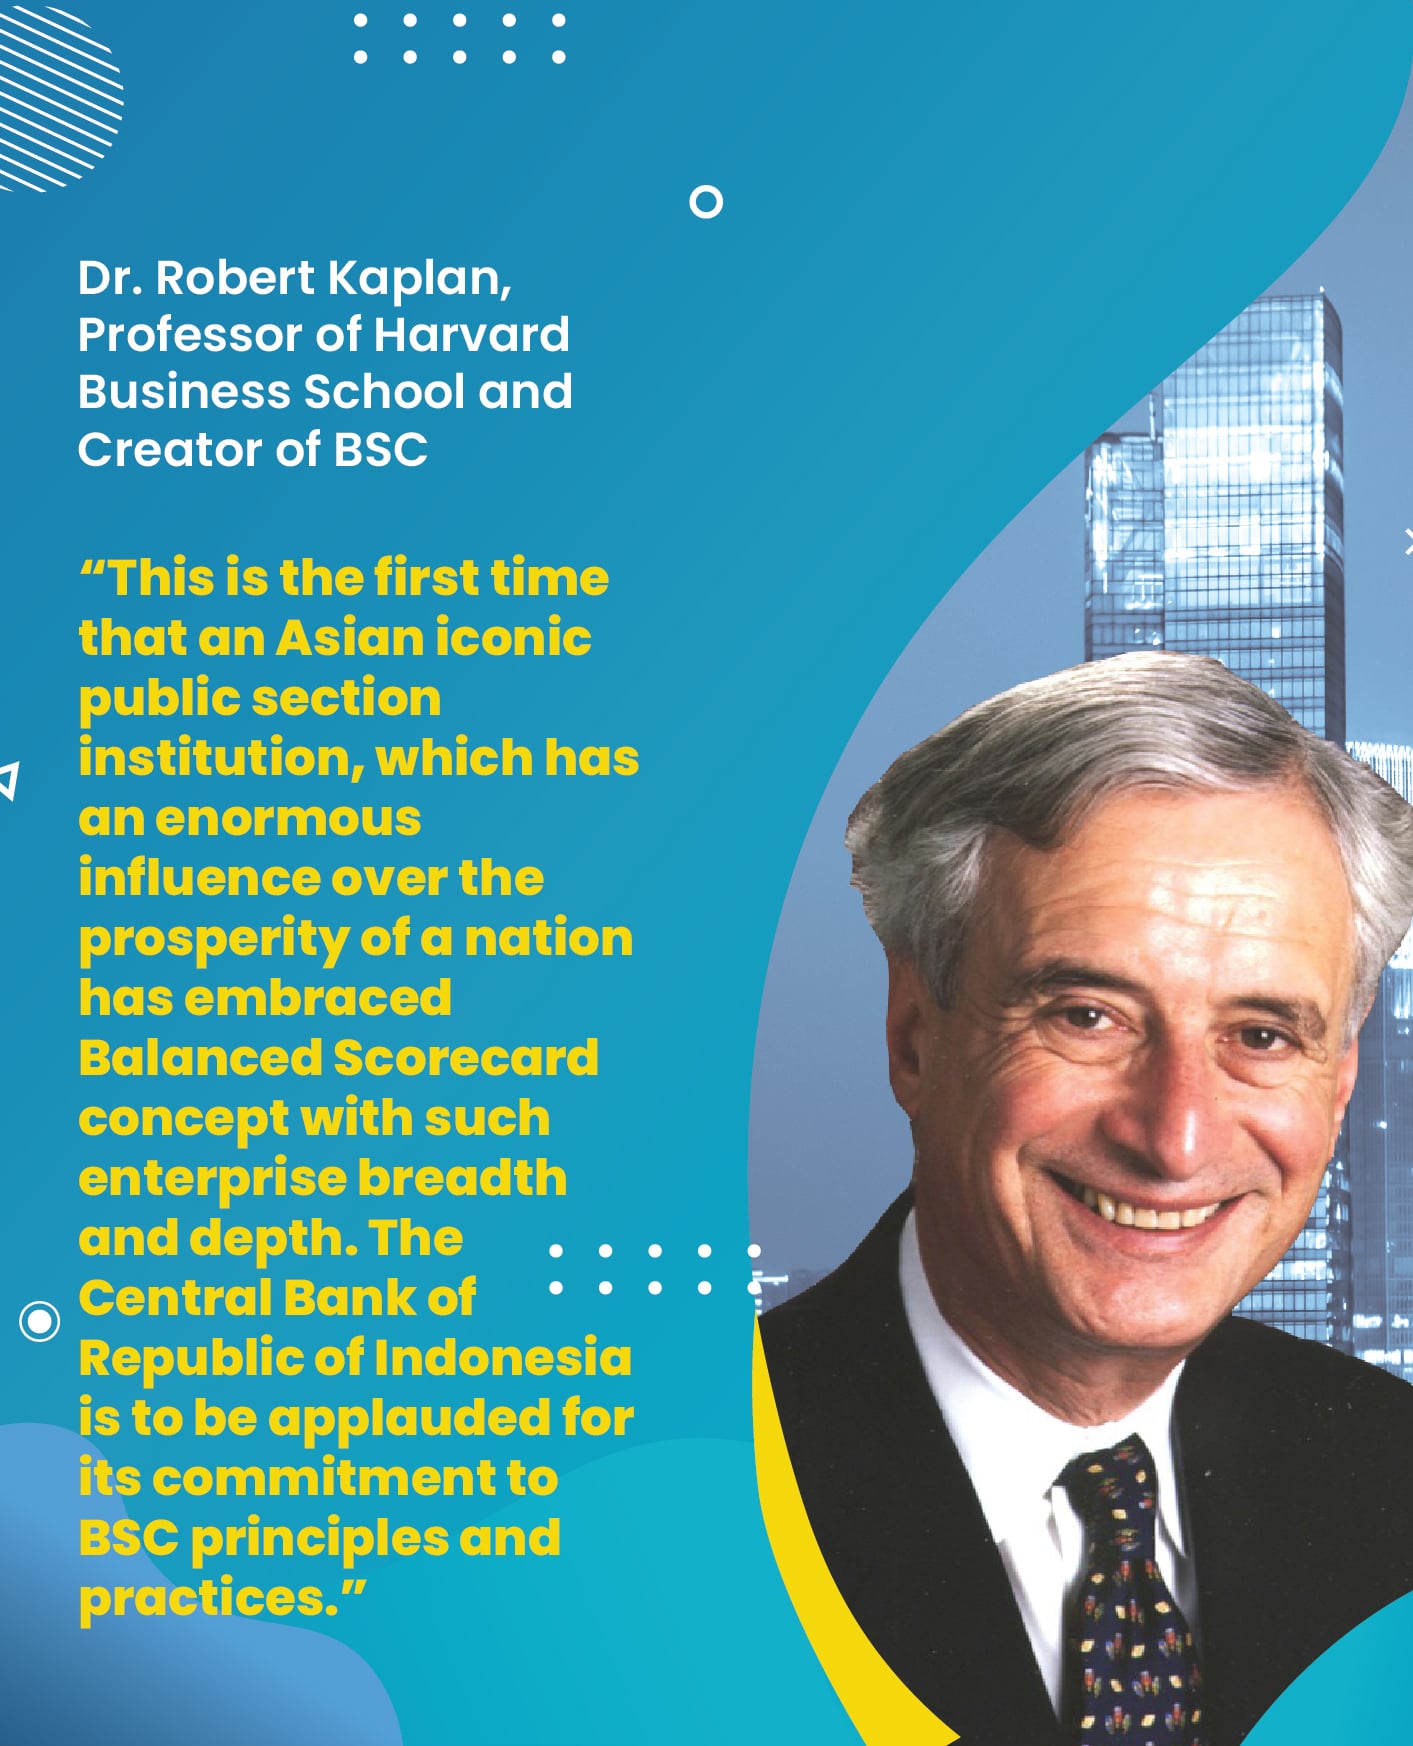 Dr. Robert Kaplan,
Professor of Harvard
Business School and
Creator of BSC
“This is the first time
that an Asian iconic
public section
institution, which has
an enormous
influence over the
prosperity of a nation
has embraced
Balanced Scorecard
concept with such
enterprise breadth
and depth. The
Central Bank of
Republic of Indonesia
is to be applauded for
its commitment to
BSC principles and
practices.”